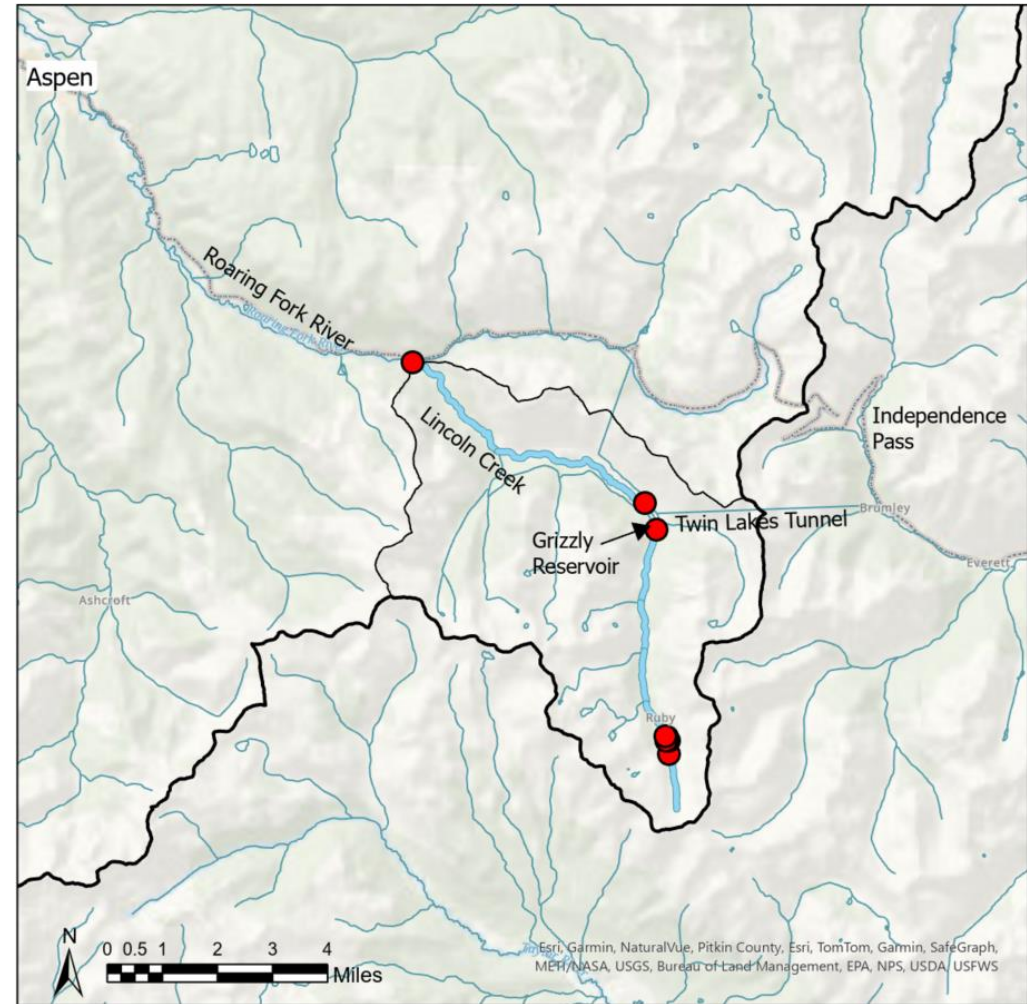 Aspen
Roaring Fork River
Roaring Fork
Lincoln Creek
Independence
Pass
Brumley
Twin Lakes Tunnel
Grizzly
Reservoir
Everett
Ashcroft
Ruby
N
0 0.5 1 2 3 4
Miles
Esri, Garmin, NaturalVue, Pitkin County, Esri, TomTom, Garmin, SafeGraph,
METI/NASA, USGS, Bureau of Land Management, EPA, NPS, USDA, USFWS